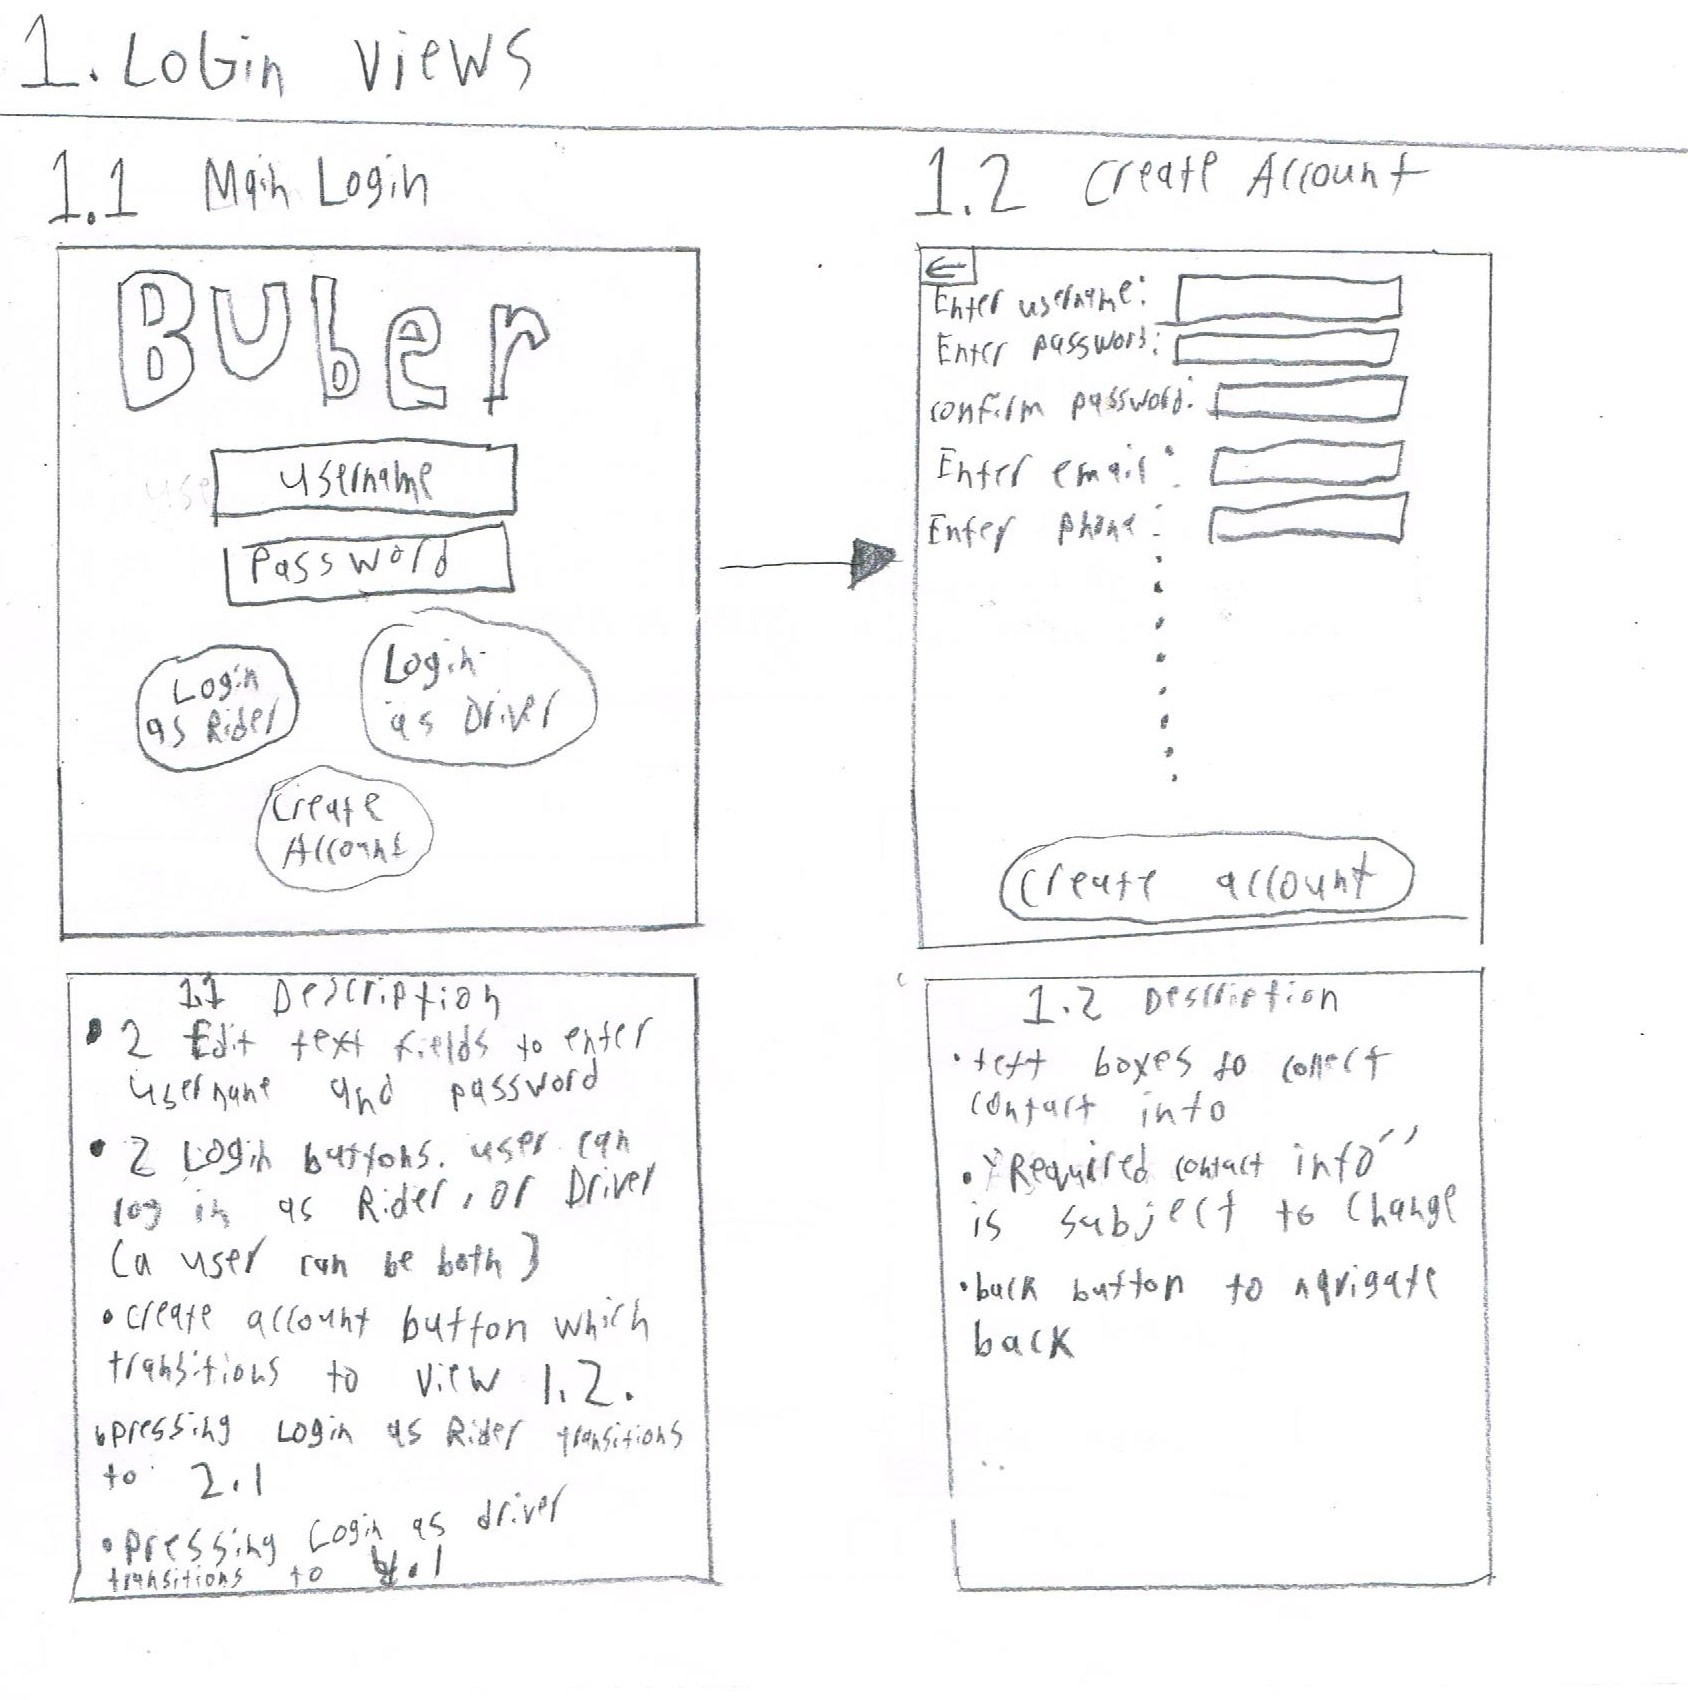 1. LoGin views
1.1 Main Login
Buber
username
Password
Login
as Rider
Login
as Driver
Create
Account
1.1 Description
• 2 Edit text fields to enter
username and password
• 2 Login buttons. user can
log in as Rider, or Driver
(a user can be both)
• create account button which
transitions to view 1.2.
• pressing Login as Rider transitions
to 2.1
• pressing Login as driver
transitions to 4.1
1.2 Create Account
←
Enter username:
Enter password:
confirm password:
Enter email:
Enter phone:
create account
1.2 Description
• text boxes to collect
contact info
• "Required contact info"
is subject to change
• back button to navigate
back